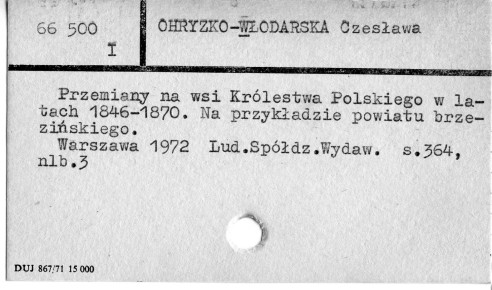 66 500
I
OHRYZKO-WŁODARSKA Czesława
Przemiany na wsi Królestwa Polskiego w la-
tach 1846-1870. Na przykładzie powiatu brze-
zińskiego.
Warszawa 1972 Lud.Spółdz.Wydaw. s.364,
nlb.3
DUJ 867/71 15 000